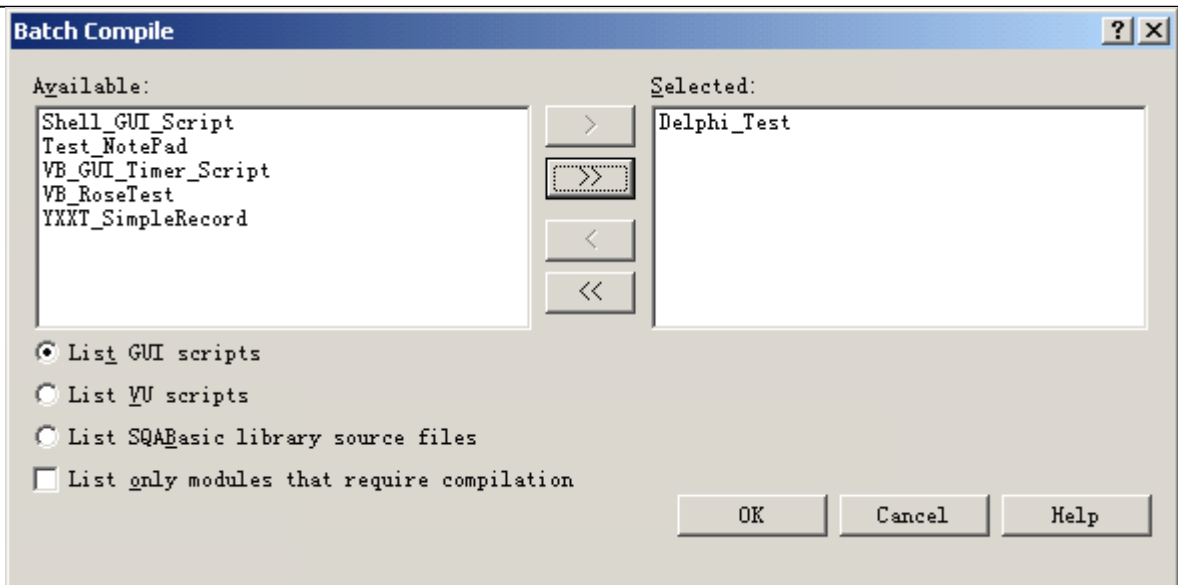 Batch Compile
Available:
Selected:
Shell_GUI_Script
Test_NotePad
VB_GUI_Timer_Script
VB_RoseTest
YXXT_SimpleRecord
>
>>
<
<<
Delphi_Test
List GUI scripts
List VU scripts
List SQABasic library source files
List only modules that require compilation
OK
Cancel
Help